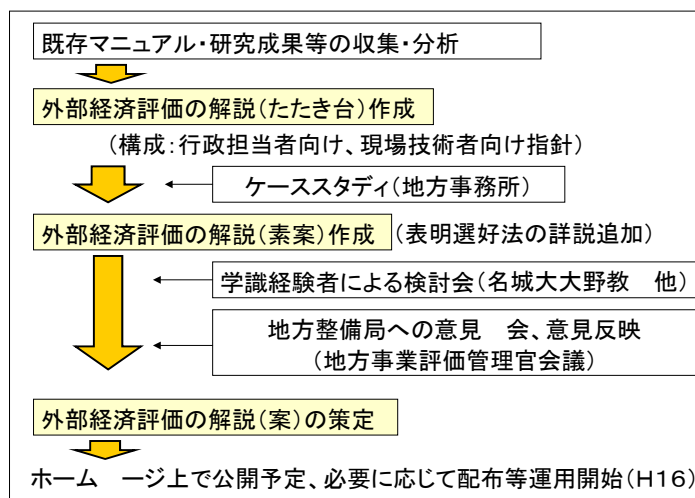 既存マニュアル・研究成果等の収集・分析
外部経済評価の解説(たたき台)作成
(構成:行政担当者向け、現場技術者向け指針)
ケーススタディ(地方事務所)
外部経済評価の解説(素案)作成 (表明選好法の詳説追加)
学識経験者による検討会(名城大大野教　他)
地方整備局への意見　会、意見反映
(地方事業評価管理官会議)
外部経済評価の解説(案)の策定
ホーム　ージ上で公開予定、必要に応じて配布等運用開始(H16)